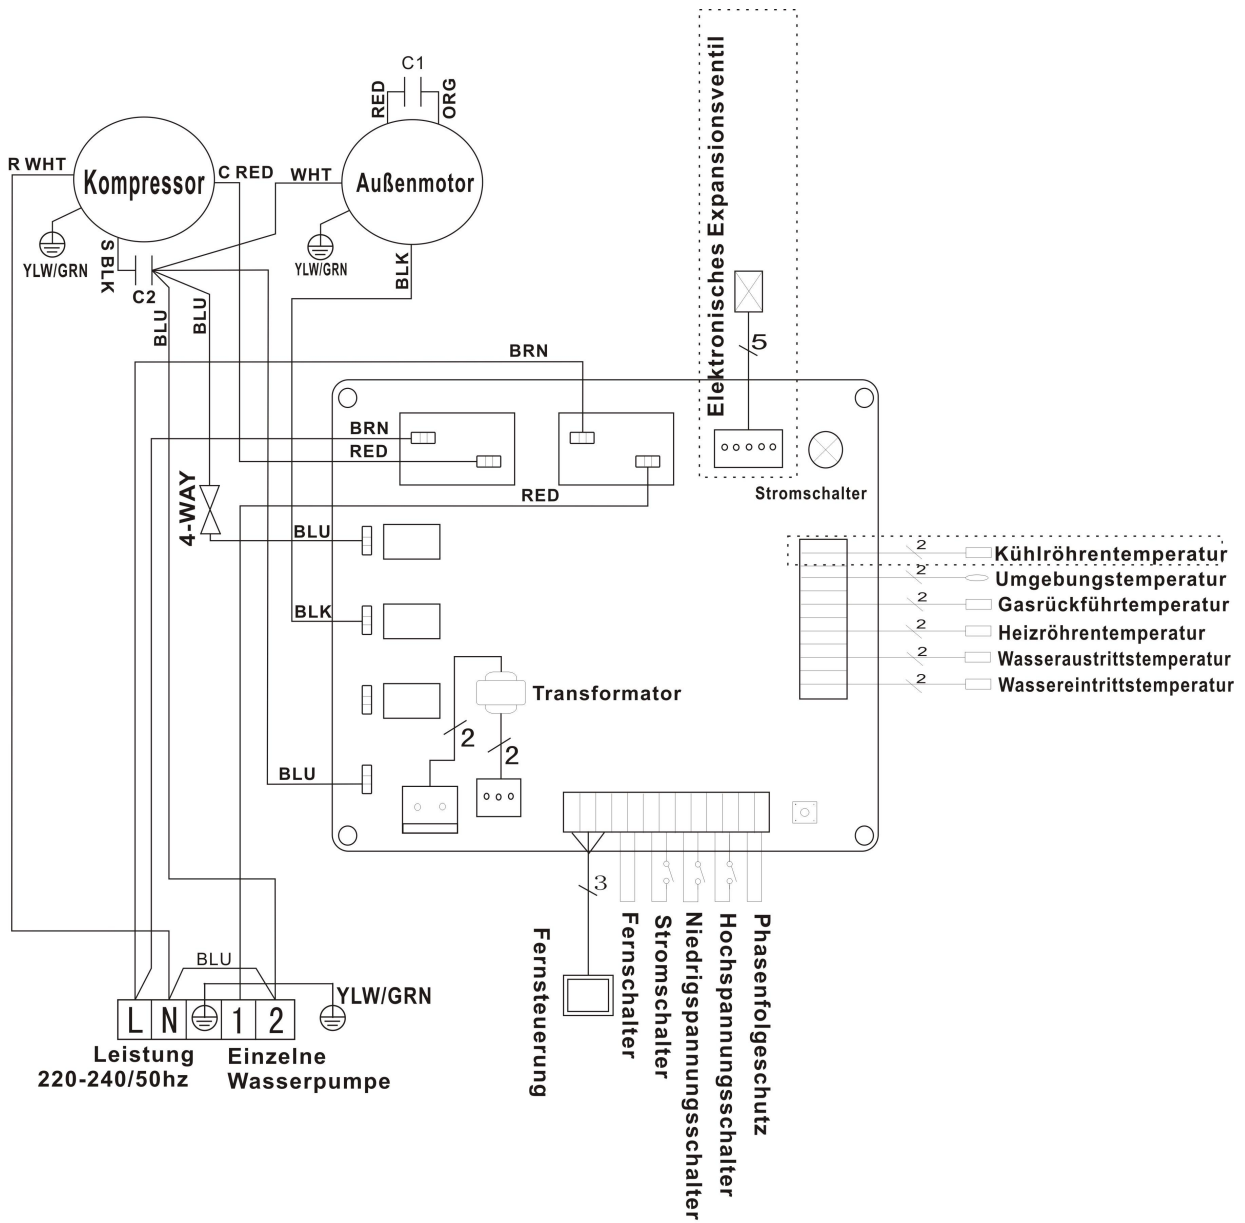 C1
RED
ORG
Elektronisches Expansionsventil
R WHT
Kompressor
C RED
WHT
Außenmotor
YLW/GRN
S BLK
C2
YLW/GRN
BLK
BLU
BLU
5
BRN
BRN
RED
RED
Stromschalter
4-WAY
BLU
2
Kühlröhrentemperatur
2
Umgebungstemperatur
2
Gasrückführtemperatur
BLK
2
Heizröhrentemperatur
2
Wasseraustrittstemperatur
2
Wassereintrittstemperatur
Transformator
2
2
BLU
3
Fernsteuerung
Fernschalter
Stromschalter
Niedrigspannungsschalter
Hochspannungsschalter
Phasenfolgeschutz
BLU
YLW/GRN
L N 1 2
Leistung
220-240/50hz
Einzelne
Wasserpumpe